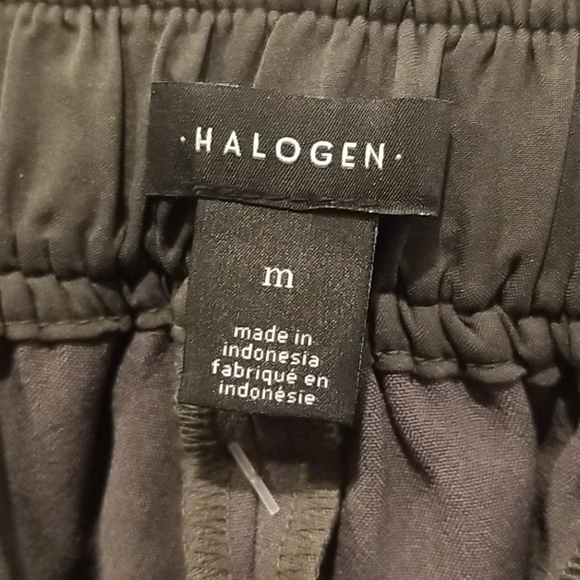 ·HALOGEN·
m
made in
indonesia
fabriqué en
indonésie